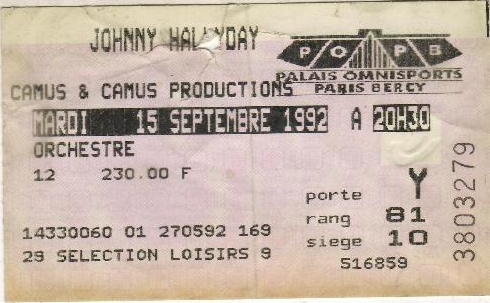 JOHNNY HALLYDAY
POPB
PALAIS OMNISPORTS
PARIS BERCY
CAMUS & CAMUS PRODUCTIONS
MARDI 15 SEPTEMBRE 1992 A 20H30
ORCHESTRE
12 230.00 F
porte Y
rang 81
siege 10
14330060 01 270592 169
29 SELECTION LOISIRS 9
516859
3803279